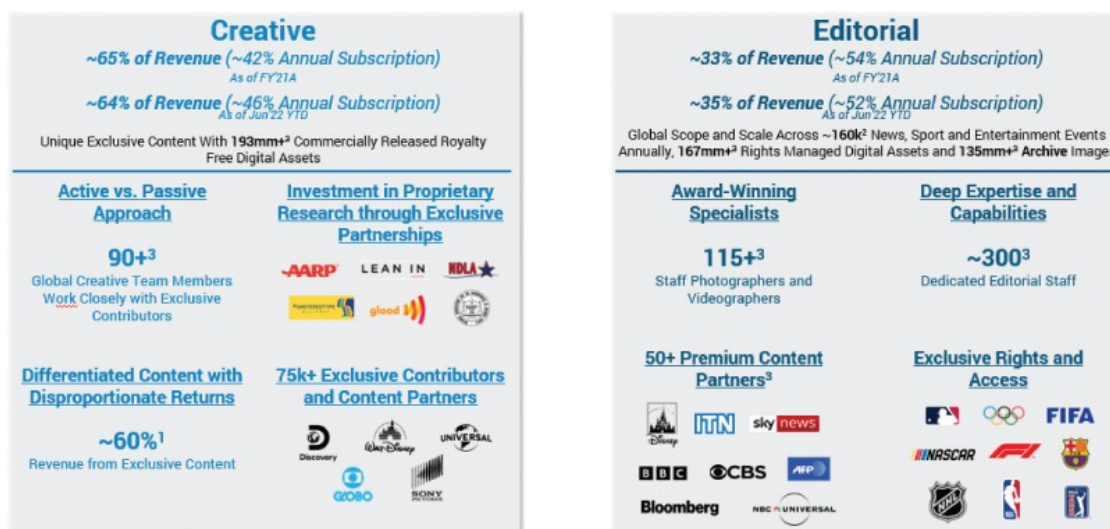 Creative
~65% of Revenue (~42% Annual Subscription)
As of FY'21A
~64% of Revenue (~46% Annual Subscription)
As of Jun'22 YTD
Unique Exclusive Content With 193mm+³ Commercially Released Royalty
Free Digital Assets
Active vs. Passive
Approach
90+³
Global Creative Team Members
Work Closely with Exclusive
Contributors
Investment in Proprietary
Research through Exclusive
Partnerships
AARP
LEAN IN
NDLA
glaad
Differentiated Content with
Disproportionate Returns
~60%¹
Revenue from Exclusive Content
75k+ Exclusive Contributors
and Content Partners
Discovery
WALT DISNEY
UNIVERSAL
GLOBO
SONY
PICTURES
Editorial
~33% of Revenue (~54% Annual Subscription)
As of FY'21A
~35% of Revenue (~52% Annual Subscription)
As of Jun'22 YTD
Global Scope and Scale Across ~160k² News, Sport and Entertainment Events
Annually, 167mm+³ Rights Managed Digital Assets and 135mm+³ Archive Images
Award-Winning
Specialists
115+³
Staff Photographers and
Videographers
Deep Expertise and
Capabilities
~300³
Dedicated Editorial Staff
50+ Premium Content
Partners³
Disney
ITN
sky news
BBC
CBS
AFP
Bloomberg
NBC UNIVERSAL
Exclusive Rights and
Access
FIFA
NASCAR
NHL